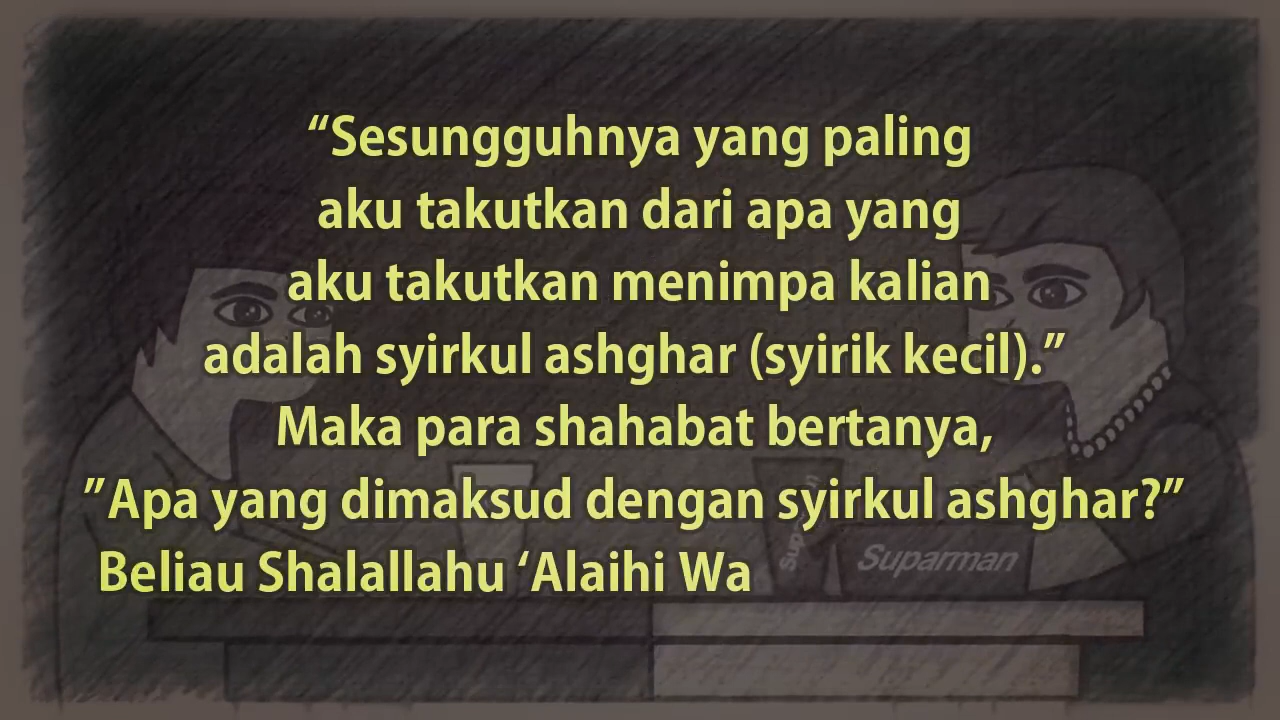 “Sesungguhnya yang paling
aku takutkan dari apa yang
aku takutkan menimpa kalian
adalah syirkul ashghar (syirik kecil).”
Maka para shahabat bertanya,
”Apa yang dimaksud dengan syirkul ashghar?”
Beliau Shalallahu ‘Alaihi Wa
Suparman